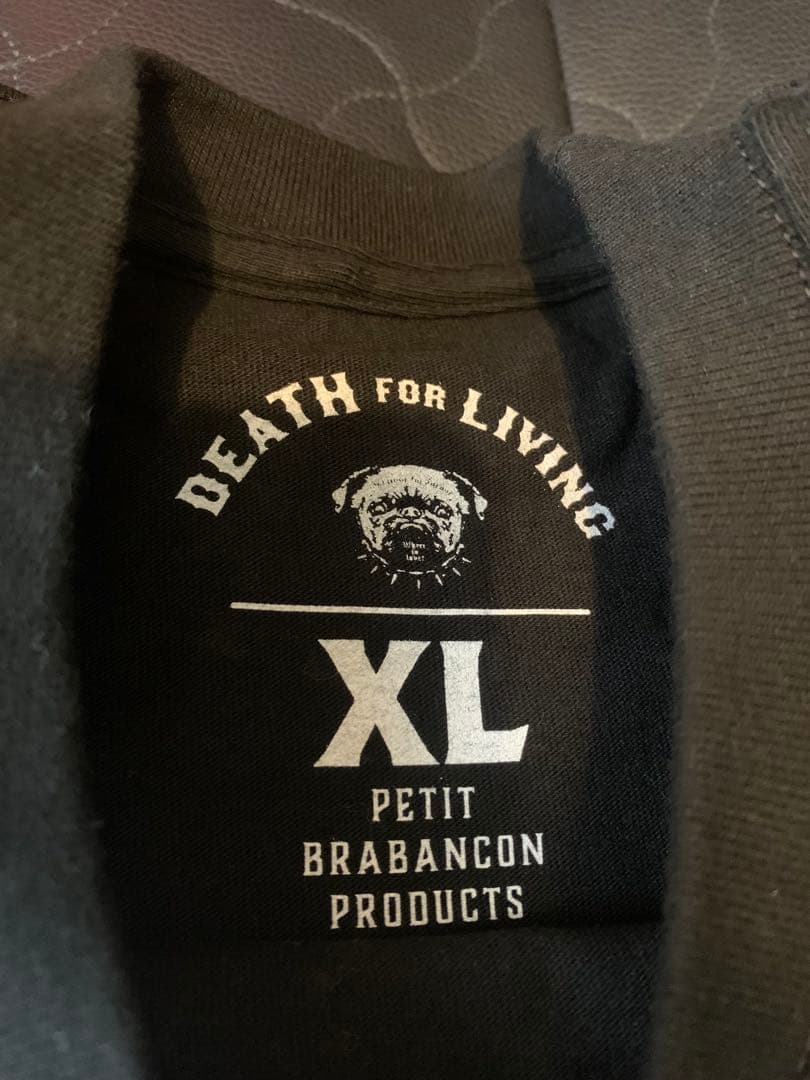 DEATH FOR LIVING
XL
PETIT
BRABANCON
PRODUCTS